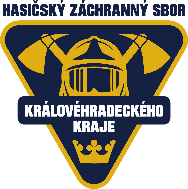 HASIČSKÝ ZÁCHRANNÝ SBOR
KRÁLOVÉHRADECKÉHO
KRAJE